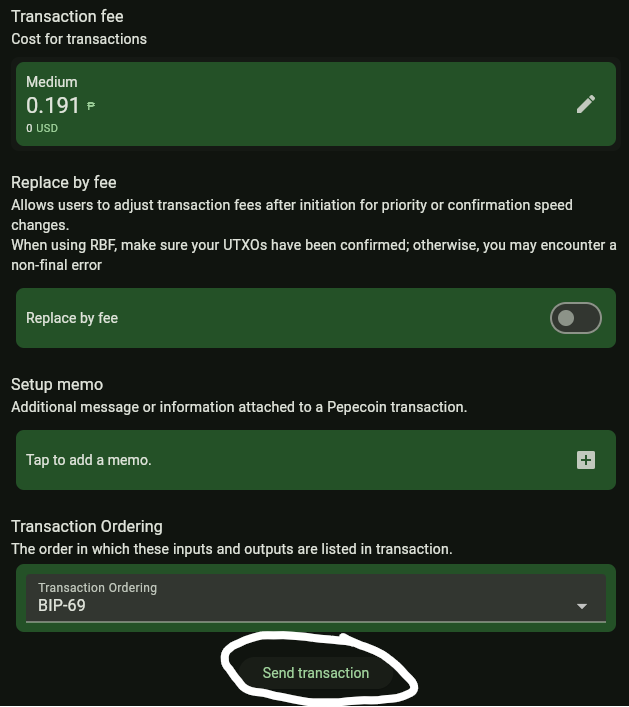 Transaction fee
Cost for transactions
Medium
0.191 ₱
0 USD
Replace by fee
Allows users to adjust transaction fees after initiation for priority or confirmation speed
changes.
When using RBF, make sure your UTXOs have been confirmed; otherwise, you may encounter a
non-final error
Replace by fee
Setup memo
Additional message or information attached to a Pepecoin transaction.
Tap to add a memo.
Transaction Ordering
The order in which these inputs and outputs are listed in transaction.
Transaction Ordering
BIP-69
Send transaction